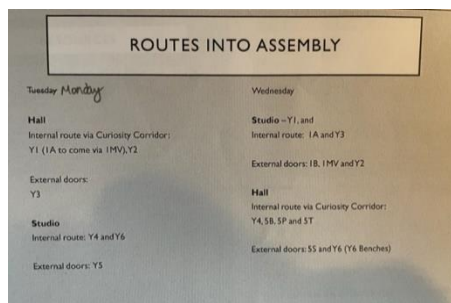 ROUTES INTO ASSEMBLY
Tuesday Monday
Hall
Internal route via Curiosity Corridor:
Y1 (1A to come via 1MV), Y2
External doors:
Y3
Studio
Internal route: Y4 and Y6
External doors: Y5
Wednesday
Studio – Y1, and
Internal route: 1A and Y3
External doors: 1B, 1MV and Y2
Hall
Internal route via Curiosity Corridor:
Y4, 5B, 5P and 5T
External doors: 5S and Y6 (Y6 Benches)